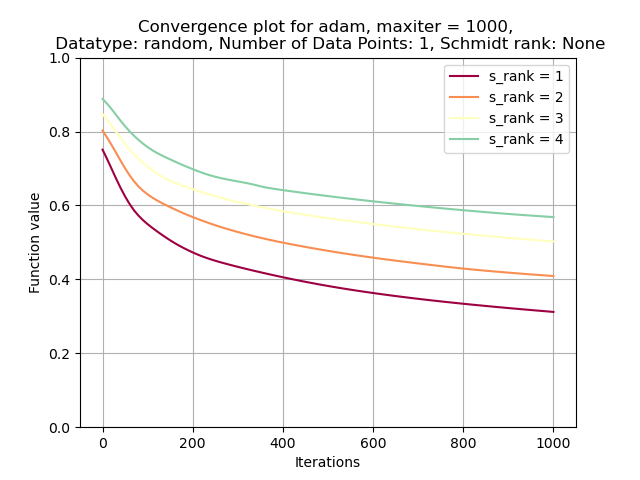 Convergence plot for adam, maxiter = 1000,
Datatype: random, Number of Data Points: 1, Schmidt rank: None
1.0
0.8
0.6
0.4
0.2
0.0
Function value
s_rank = 1
s_rank = 2
s_rank = 3
s_rank = 4
0 200 400 600 800 1000
Iterations